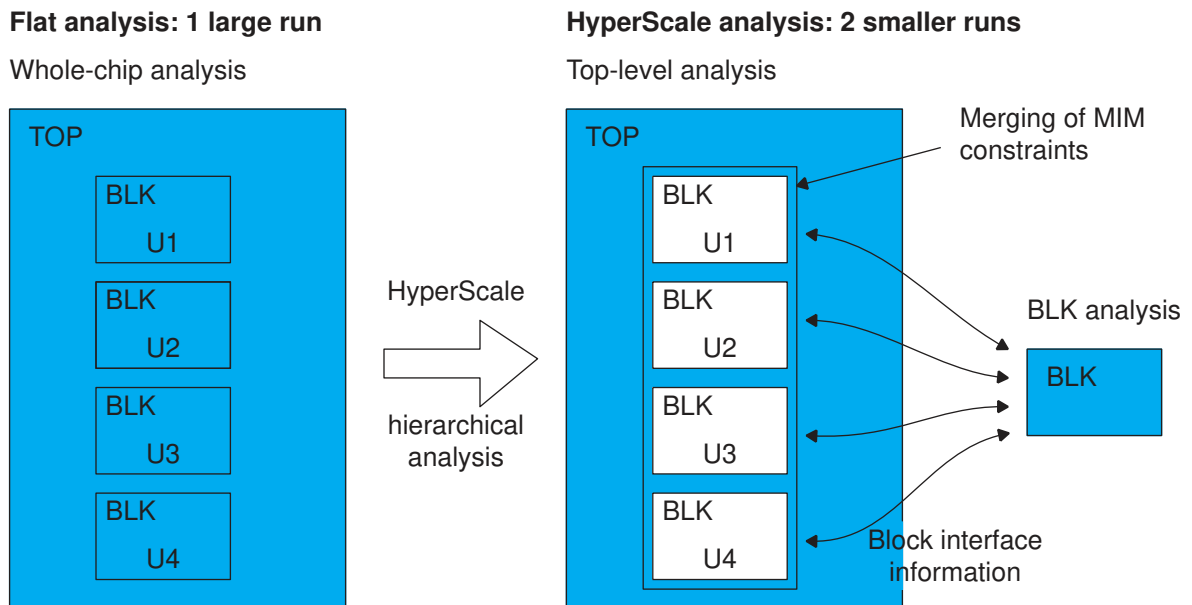 Flat analysis: 1 large run
Whole-chip analysis
TOP
BLK
U1
BLK
U2
BLK
U3
BLK
U4
HyperScale
hierarchical
analysis
HyperScale analysis: 2 smaller runs
Top-level analysis
TOP
Merging of MIM
constraints
BLK
U1
BLK
U2
BLK
U3
BLK
U4
BLK analysis
BLK
Block interface
information